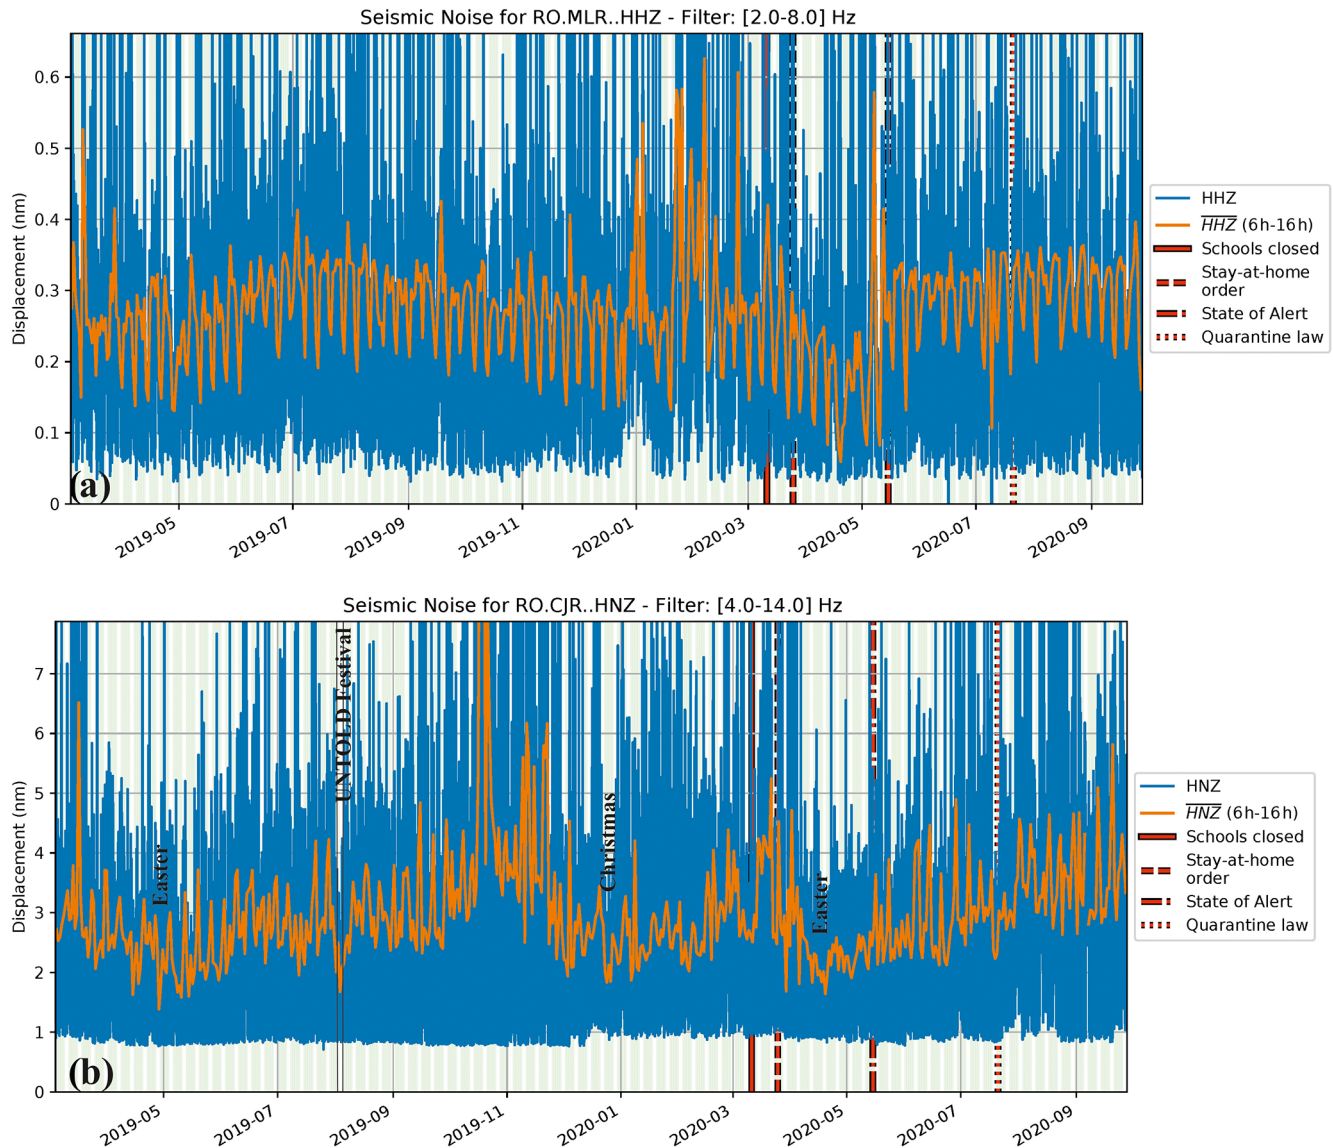 Seismic Noise for RO.MLR..HHZ - Filter: [2.0-8.0] Hz
Displacement (nm)
0.6
0.5
0.4
0.3
0.2
0.1
0
(a)
2019-05
2019-07
2019-09
2019-11
2020-01
2020-03
2020-05
2020-07
2020-09
HHZ
HHZ (6h-16h)
Schools closed
Stay-at-home
order
State of Alert
Quarantine law
Seismic Noise for RO.CJR..HNZ - Filter: [4.0-14.0] Hz
Displacement (nm)
7
6
5
4
3
2
1
0
Easter
UNTOLD Festival
Christmas
Easter
(b)
2019-05
2019-07
2019-09
2019-11
2020-01
2020-03
2020-05
2020-07
2020-09
HNZ
HNZ (6h-16h)
Schools closed
Stay-at-home
order
State of Alert
Quarantine law